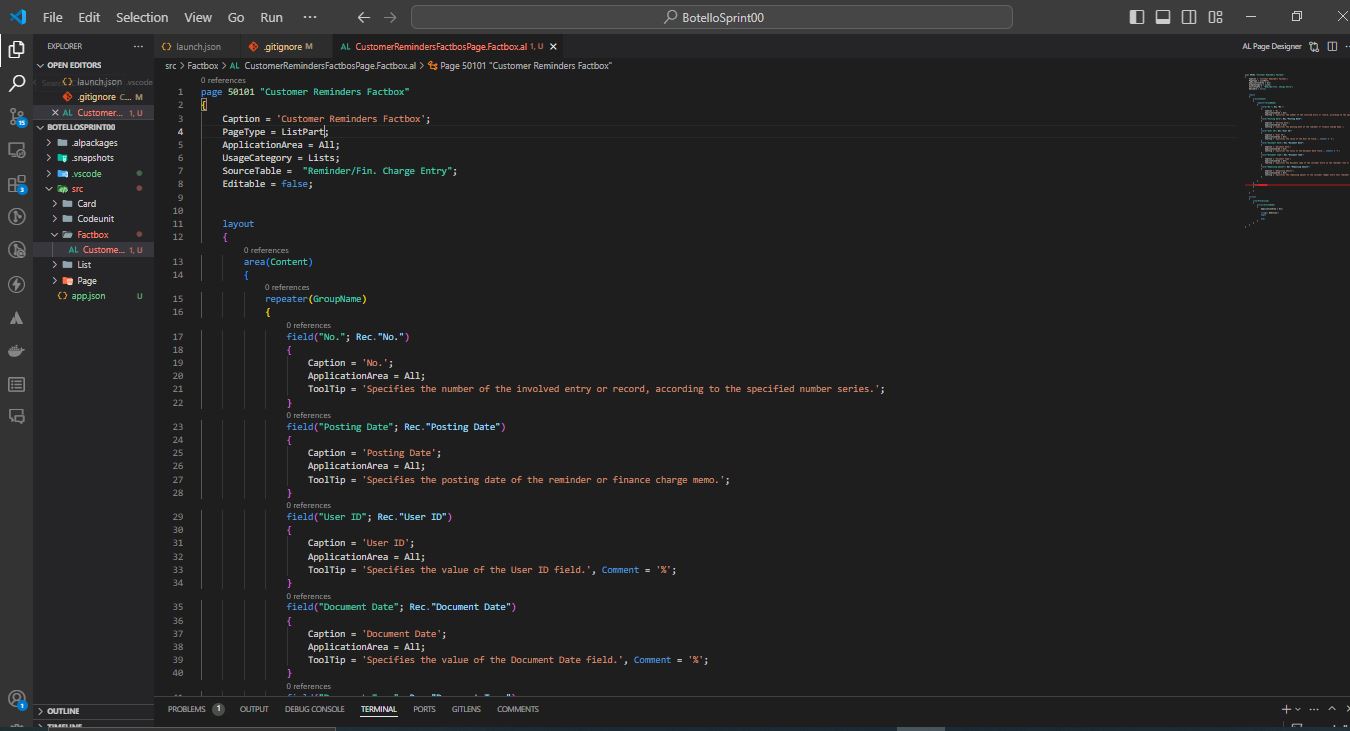 File Edit Selection View Go Run ··· BotelloSprint00
EXPLORER ···
OPEN EDITORS
launch.json .vscode
.gitignore C... M
AL Customer... 1, U
BOTELLOSPRINT00
.alpackages
.snapshots
.vscode
src
Card
Codeunit
Factbox
AL Custome... 1, U
List
Page
app.json U
OUTLINE
TIMELINE
15
3
1
launch.json .gitignore M AL CustomerRemindersFactbosPage.Factbox.al 1, U AL Page Designer
src > Factbox > AL CustomerRemindersFactbosPage.Factbox.al > Page 50101 "Customer Reminders Factbox"
0 references
1 page 50101 "Customer Reminders Factbox"
2 {
3 Caption = 'Customer Reminders Factbox';
4 PageType = ListPart;
5 ApplicationArea = All;
6 UsageCategory = Lists;
7 SourceTable = "Reminder/Fin. Charge Entry";
8 Editable = false;
9
10
11 layout
12 {
0 references
13 area(Content)
14 {
0 references
15 repeater(GroupName)
16 {
0 references
17 field("No."; Rec."No.")
18 {
19 Caption = 'No.';
20 ApplicationArea = All;
21 ToolTip = 'Specifies the number of the involved entry or record, according to the specified number series.';
22 }
0 references
23 field("Posting Date"; Rec."Posting Date")
24 {
25 Caption = 'Posting Date';
26 ApplicationArea = All;
27 ToolTip = 'Specifies the posting date of the reminder or finance charge memo.';
28 }
0 references
29 field("User ID"; Rec."User ID")
30 {
31 Caption = 'User ID';
32 ApplicationArea = All;
33 ToolTip = 'Specifies the value of the User ID field.', Comment = '%';
34 }
0 references
35 field("Document Date"; Rec."Document Date")
36 {
37 Caption = 'Document Date';
38 ApplicationArea = All;
39 ToolTip = 'Specifies the value of the Document Date field.', Comment = '%';
40 }
0 references
PROBLEMS 1 OUTPUT DEBUG CONSOLE TERMINAL PORTS GITLENS COMMENTS